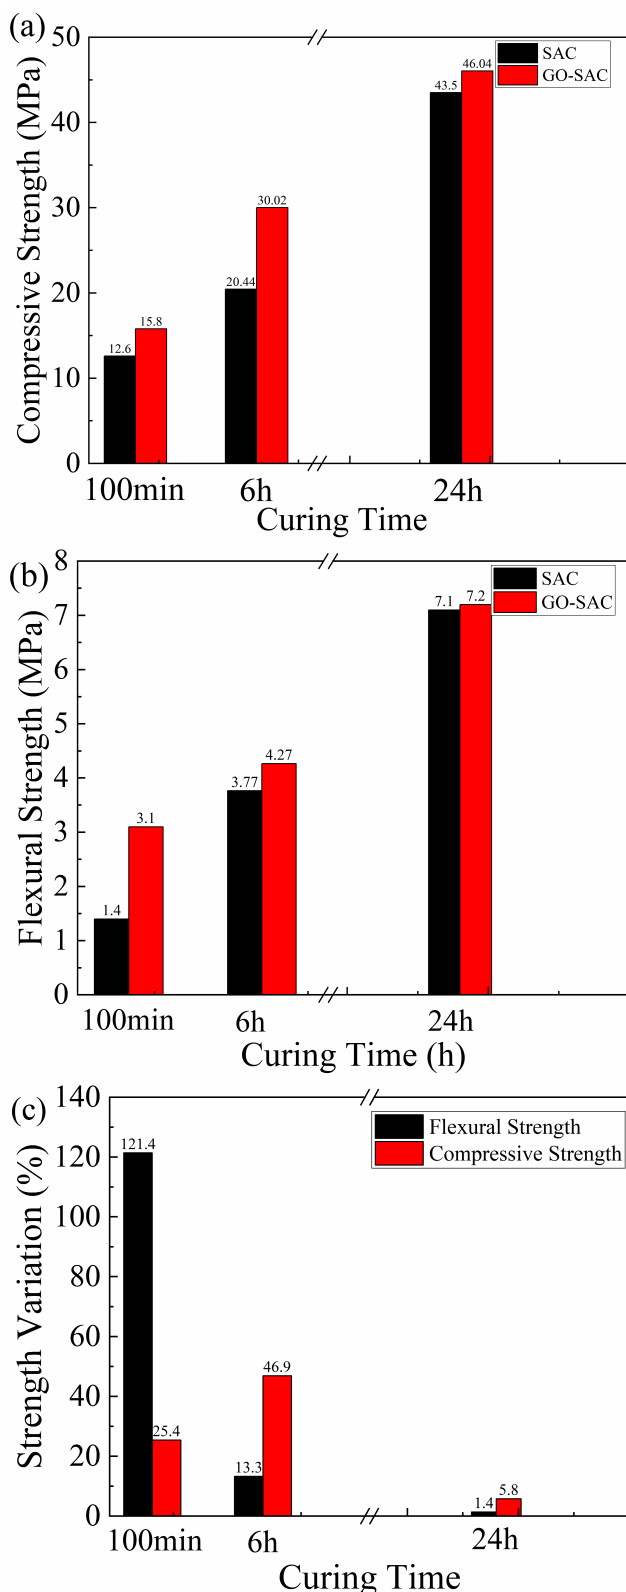 (a)
Compressive Strength (MPa)
50
40
30
20
10
0
SAC
GO-SAC
12.6
15.8
20.44
30.02
43.5
46.04
100min
6h
24h
Curing Time
(b)
Flexural Strength (MPa)
8
7
6
5
4
3
2
1
0
SAC
GO-SAC
1.4
3.1
3.77
4.27
7.1
7.2
100min
6h
24h
Curing Time (h)
(c)
Strength Variation (%)
140
120
100
80
60
40
20
0
Flexural Strength
Compressive Strength
121.4
25.4
13.3
46.9
1.4
5.8
100min
6h
24h
Curing Time